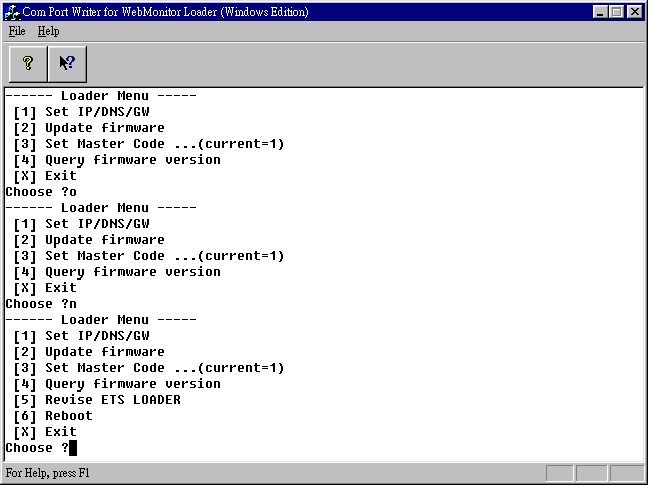 Com Port Writer for WebMonitor Loader (Windows Edition)
File Help
------ Loader Menu -----
[1] Set IP/DNS/GW
[2] Update firmware
[3] Set Master Code ...(current=1)
[4] Query firmware version
[X] Exit
Choose ?o
------ Loader Menu -----
[1] Set IP/DNS/GW
[2] Update firmware
[3] Set Master Code ...(current=1)
[4] Query firmware version
[X] Exit
Choose ?n
------ Loader Menu -----
[1] Set IP/DNS/GW
[2] Update firmware
[3] Set Master Code ...(current=1)
[4] Query firmware version
[5] Revise ETS LOADER
[6] Reboot
[X] Exit
Choose ?
For Help, press F1